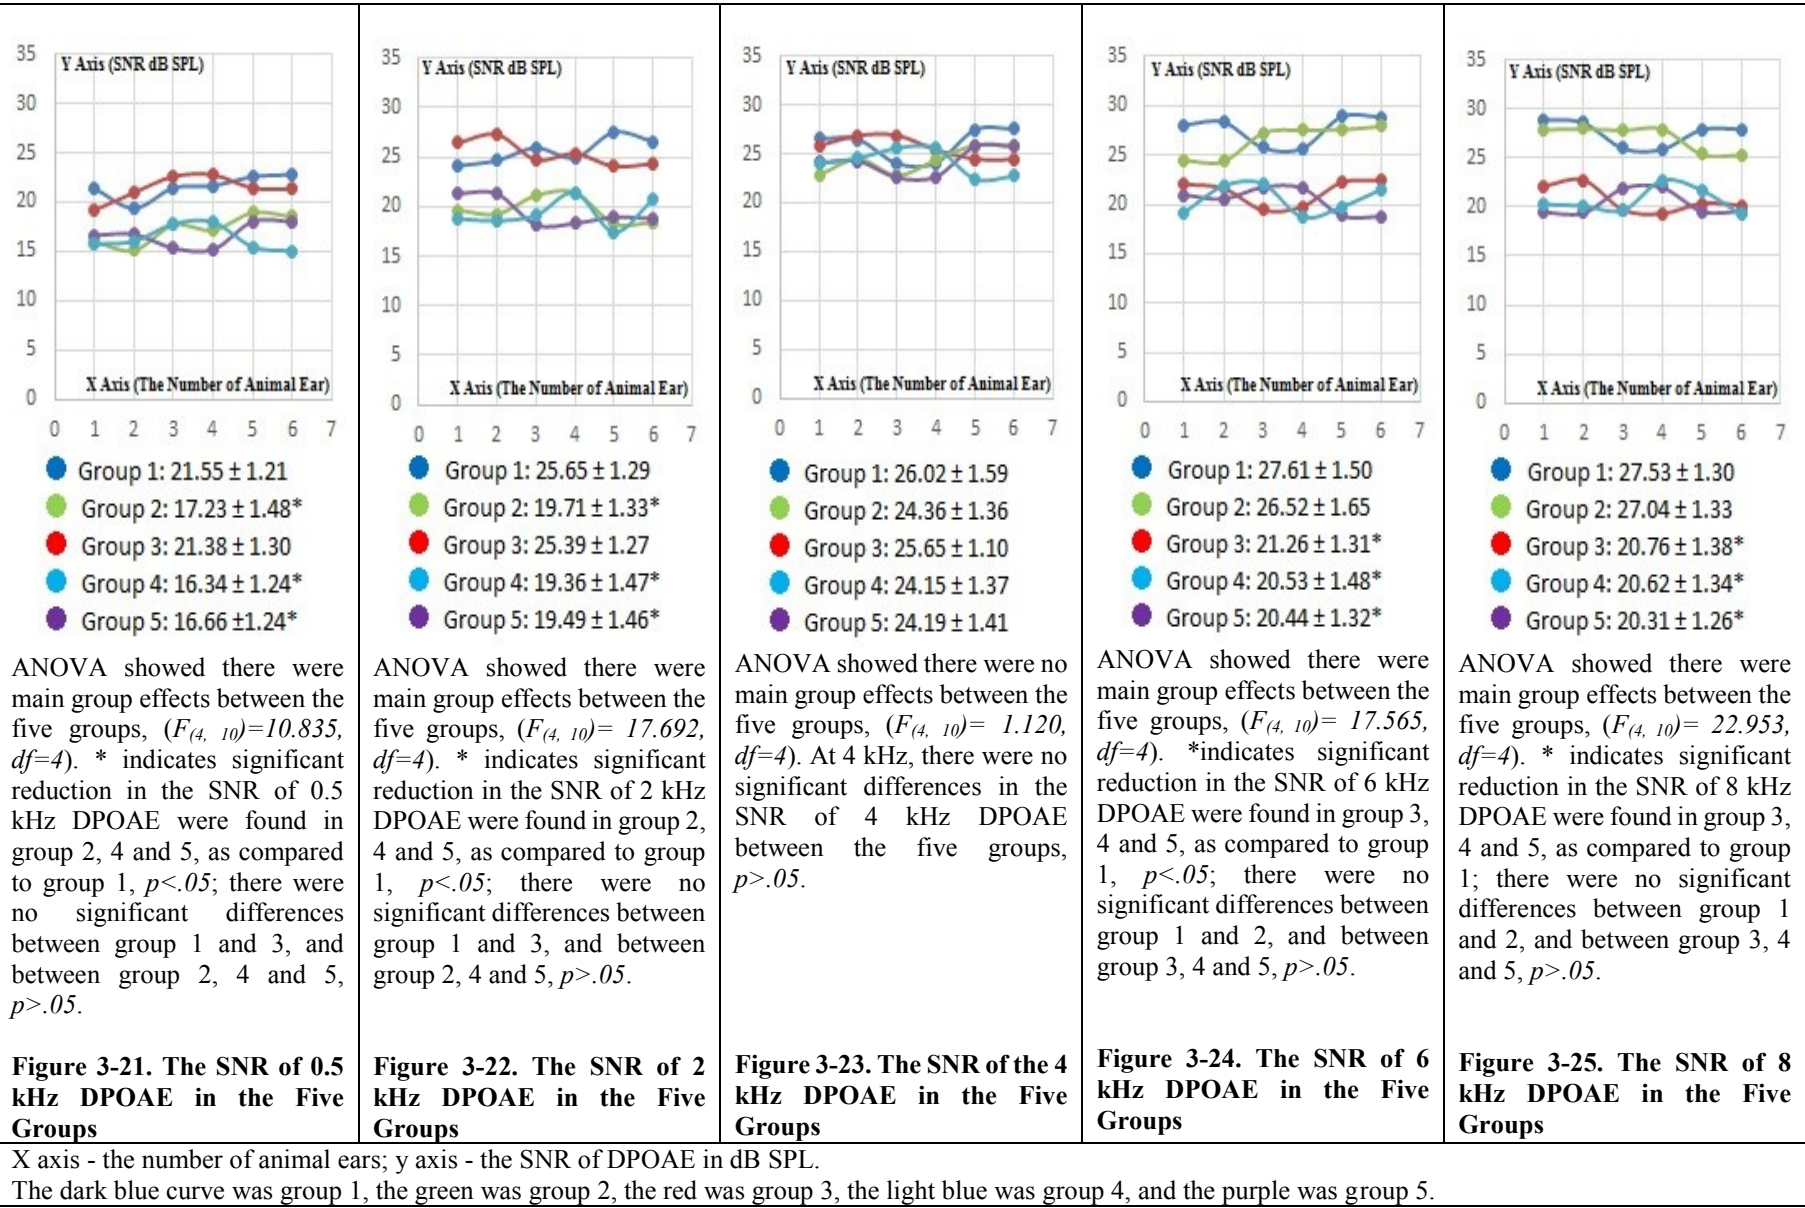 Y Axis (SNR dB SPL)
35
30
25
20
15
10
5
0
X Axis (The Number of Animal Ear)
0 1 2 3 4 5 6 7
Group 1: 21.55 ± 1.21
Group 2: 17.23 ± 1.48*
Group 3: 21.38 ± 1.30
Group 4: 16.34 ± 1.24*
Group 5: 16.66 ±1.24*
ANOVA showed there were
main group effects between the
five groups, (F(4, 10)=10.835,
df=4). * indicates significant
reduction in the SNR of 0.5
kHz DPOAE were found in
group 2, 4 and 5, as compared
to group 1, p<.05; there were
no significant differences
between group 1 and 3, and
between group 2, 4 and 5,
p>.05.
Figure 3-21. The SNR of 0.5
kHz DPOAE in the Five
Groups
Y Axis (SNR dB SPL)
35
30
25
20
15
10
5
0
X Axis (The Number of Animal Ear)
0 1 2 3 4 5 6 7
Group 1: 25.65 ± 1.29
Group 2: 19.71 ± 1.33*
Group 3: 25.39 ± 1.27
Group 4: 19.36 ± 1.47*
Group 5: 19.49 ± 1.46*
ANOVA showed there were
main group effects between the
five groups, (F(4, 10)= 17.692,
df=4). * indicates significant
reduction in the SNR of 2 kHz
DPOAE were found in group 2,
4 and 5, as compared to group
1, p<.05; there were no
significant differences between
group 1 and 3, and between
group 2, 4 and 5, p>.05.
Figure 3-22. The SNR of 2
kHz DPOAE in the Five
Groups
Y Axis (SNR dB SPL)
35
30
25
20
15
10
5
0
X Axis (The Number of Animal Ear)
0 1 2 3 4 5 6 7
Group 1: 26.02 ± 1.59
Group 2: 24.36 ± 1.36
Group 3: 25.65 ± 1.10
Group 4: 24.15 ± 1.37
Group 5: 24.19 ± 1.41
ANOVA showed there were no
main group effects between the
five groups, (F(4, 10)= 1.120,
df=4). At 4 kHz, there were no
significant differences in the
SNR of 4 kHz DPOAE
between the five groups,
p>.05.
Figure 3-23. The SNR of the 4
kHz DPOAE in the Five
Groups
Y Axis (SNR dB SPL)
35
30
25
20
15
10
5
0
X Axis (The Number of Animal Ear)
0 1 2 3 4 5 6 7
Group 1: 27.61 ± 1.50
Group 2: 26.52 ± 1.65
Group 3: 21.26 ± 1.31*
Group 4: 20.53 ± 1.48*
Group 5: 20.44 ± 1.32*
ANOVA showed there were
main group effects between the
five groups, (F(4, 10)= 17.565,
df=4). *indicates significant
reduction in the SNR of 6 kHz
DPOAE were found in group 3,
4 and 5, as compared to group
1, p<.05; there were no
significant differences between
group 1 and 2, and between
group 3, 4 and 5, p>.05.
Figure 3-24. The SNR of 6
kHz DPOAE in the Five
Groups
Y Axis (SNR dB SPL)
35
30
25
20
15
10
5
0
X Axis (The Number of Animal Ear)
0 1 2 3 4 5 6 7
Group 1: 27.53 ± 1.30
Group 2: 27.04 ± 1.33
Group 3: 20.76 ± 1.38*
Group 4: 20.62 ± 1.34*
Group 5: 20.31 ± 1.26*
ANOVA showed there were
main group effects between the
five groups, (F(4, 10)= 22.953,
df=4). * indicates significant
reduction in the SNR of 8 kHz
DPOAE were found in group 3,
4 and 5, as compared to group
1; there were no significant
differences between group 1
and 2, and between group 3, 4
and 5, p>.05.
Figure 3-25. The SNR of 8
kHz DPOAE in the Five
Groups
X axis - the number of animal ears; y axis - the SNR of DPOAE in dB SPL.
The dark blue curve was group 1, the green was group 2, the red was group 3, the light blue was group 4, and the purple was group 5.